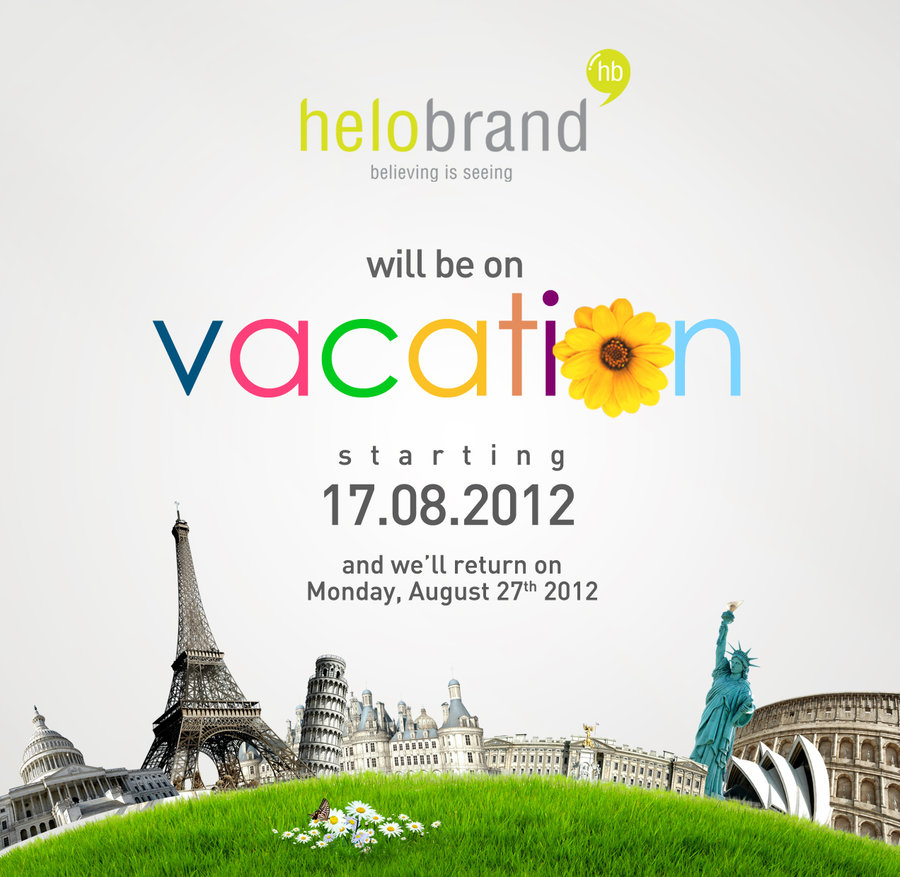 hb
helobrand
believing is seeing
will be on
vacation
starting
17.08.2012
and we'll return on
Monday, August 27th 2012